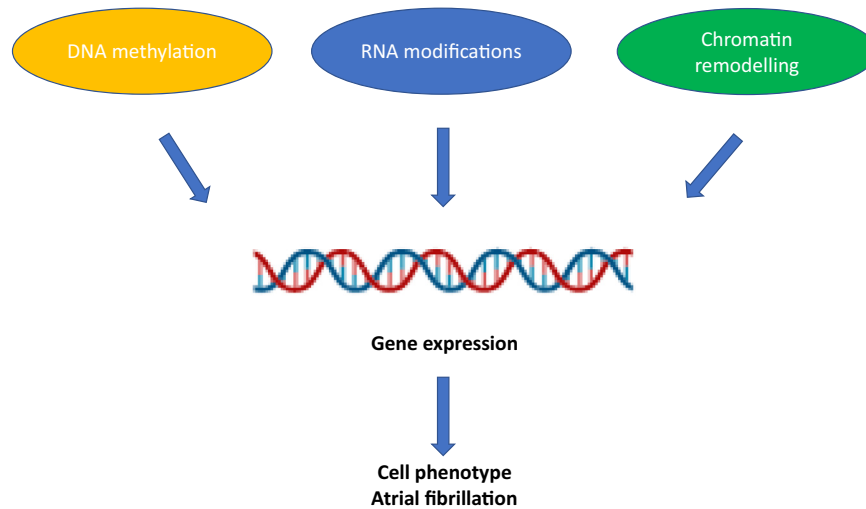 DNA methylation
RNA modifications
Chromatin
remodelling
Gene expression
Cell phenotype
Atrial fibrillation